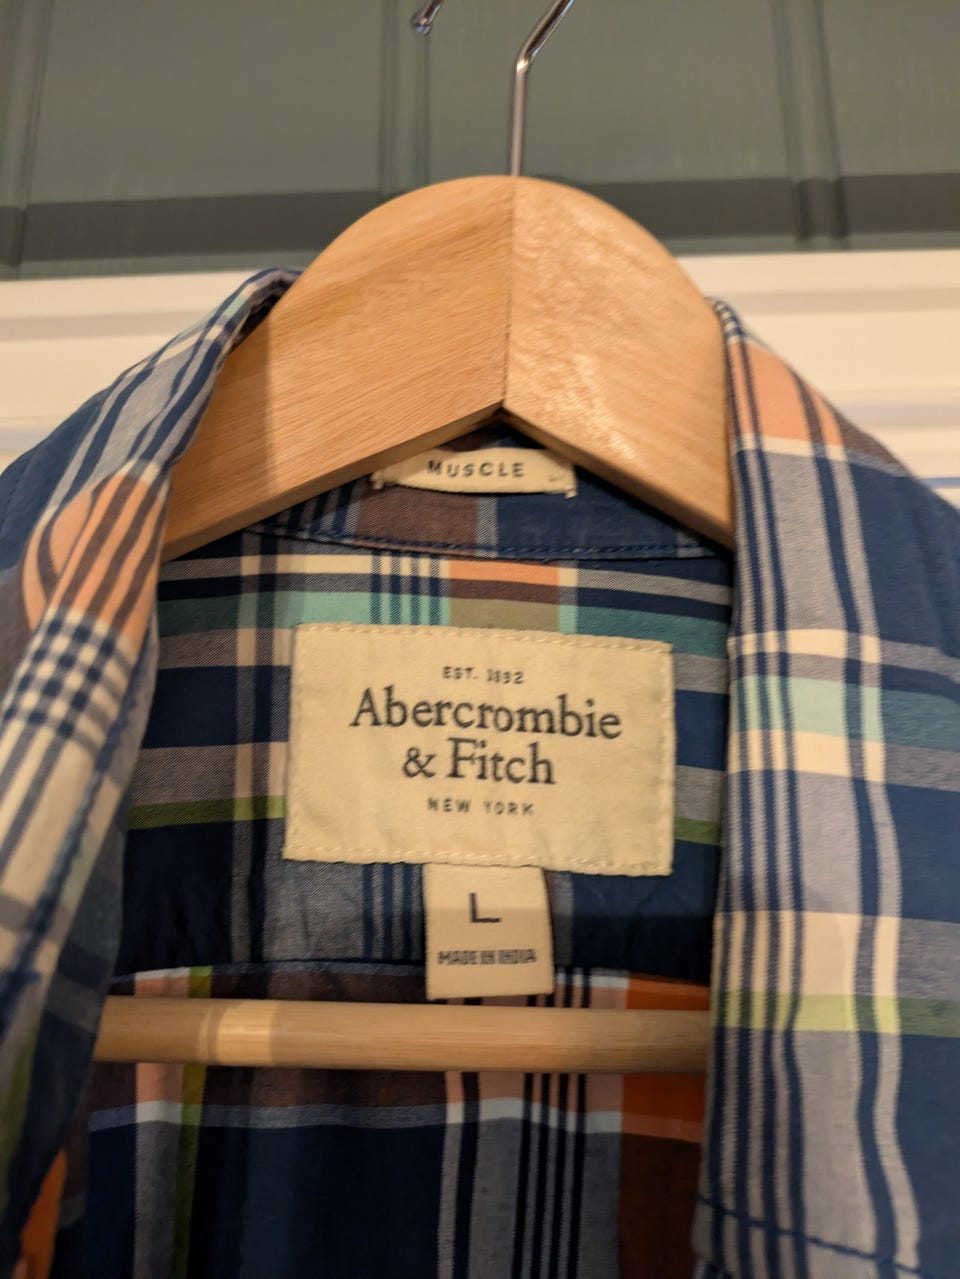 MUSCLE
EST. 1892
Abercrombie
& Fitch
NEW YORK
L
MADE IN INDIA